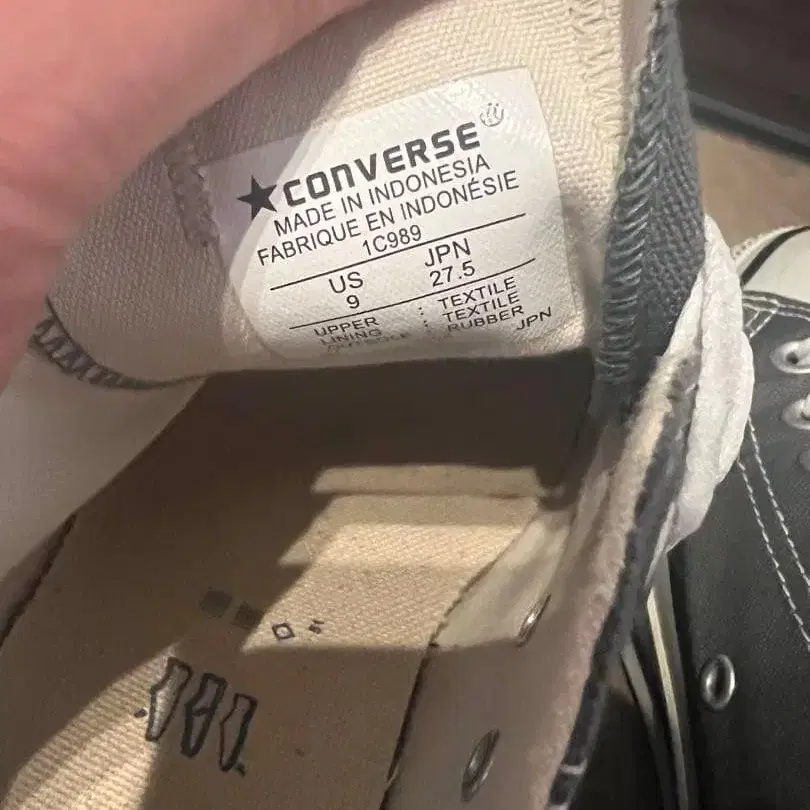 ★CONVERSE®
MADE IN INDONESIA
FABRIQUE EN INDONÉSIE
1C989
US JPN
9 27.5
UPPER : TEXTILE
LINING : TEXTILE
OUTSOLE : RUBBER
JPN